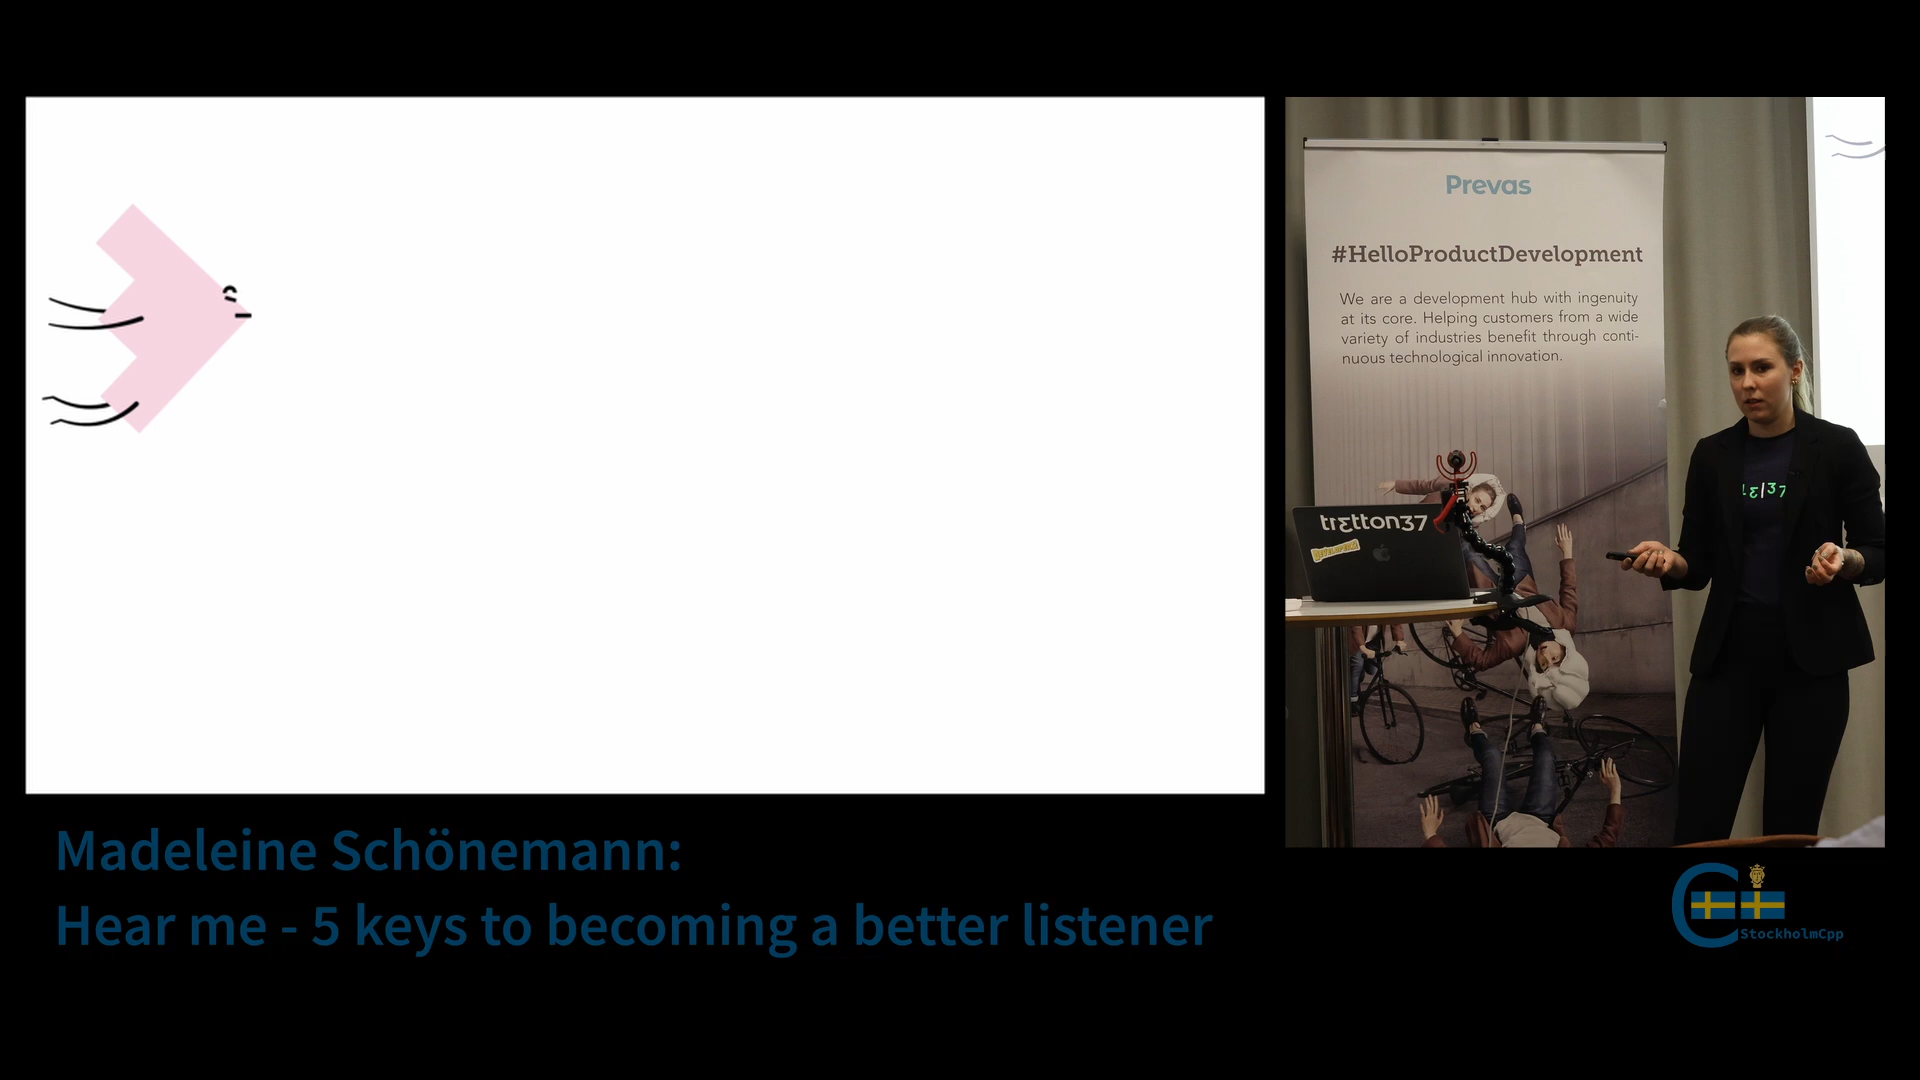 Prevas
#HelloProductDevelopment
We are a development hub with ingenuity
at its core. Helping customers from a wide
variety of industries benefit through conti-
nuous technological innovation.
trɛtton37
Madeleine Schönemann:
Hear me - 5 keys to becoming a better listener
StockholmCpp